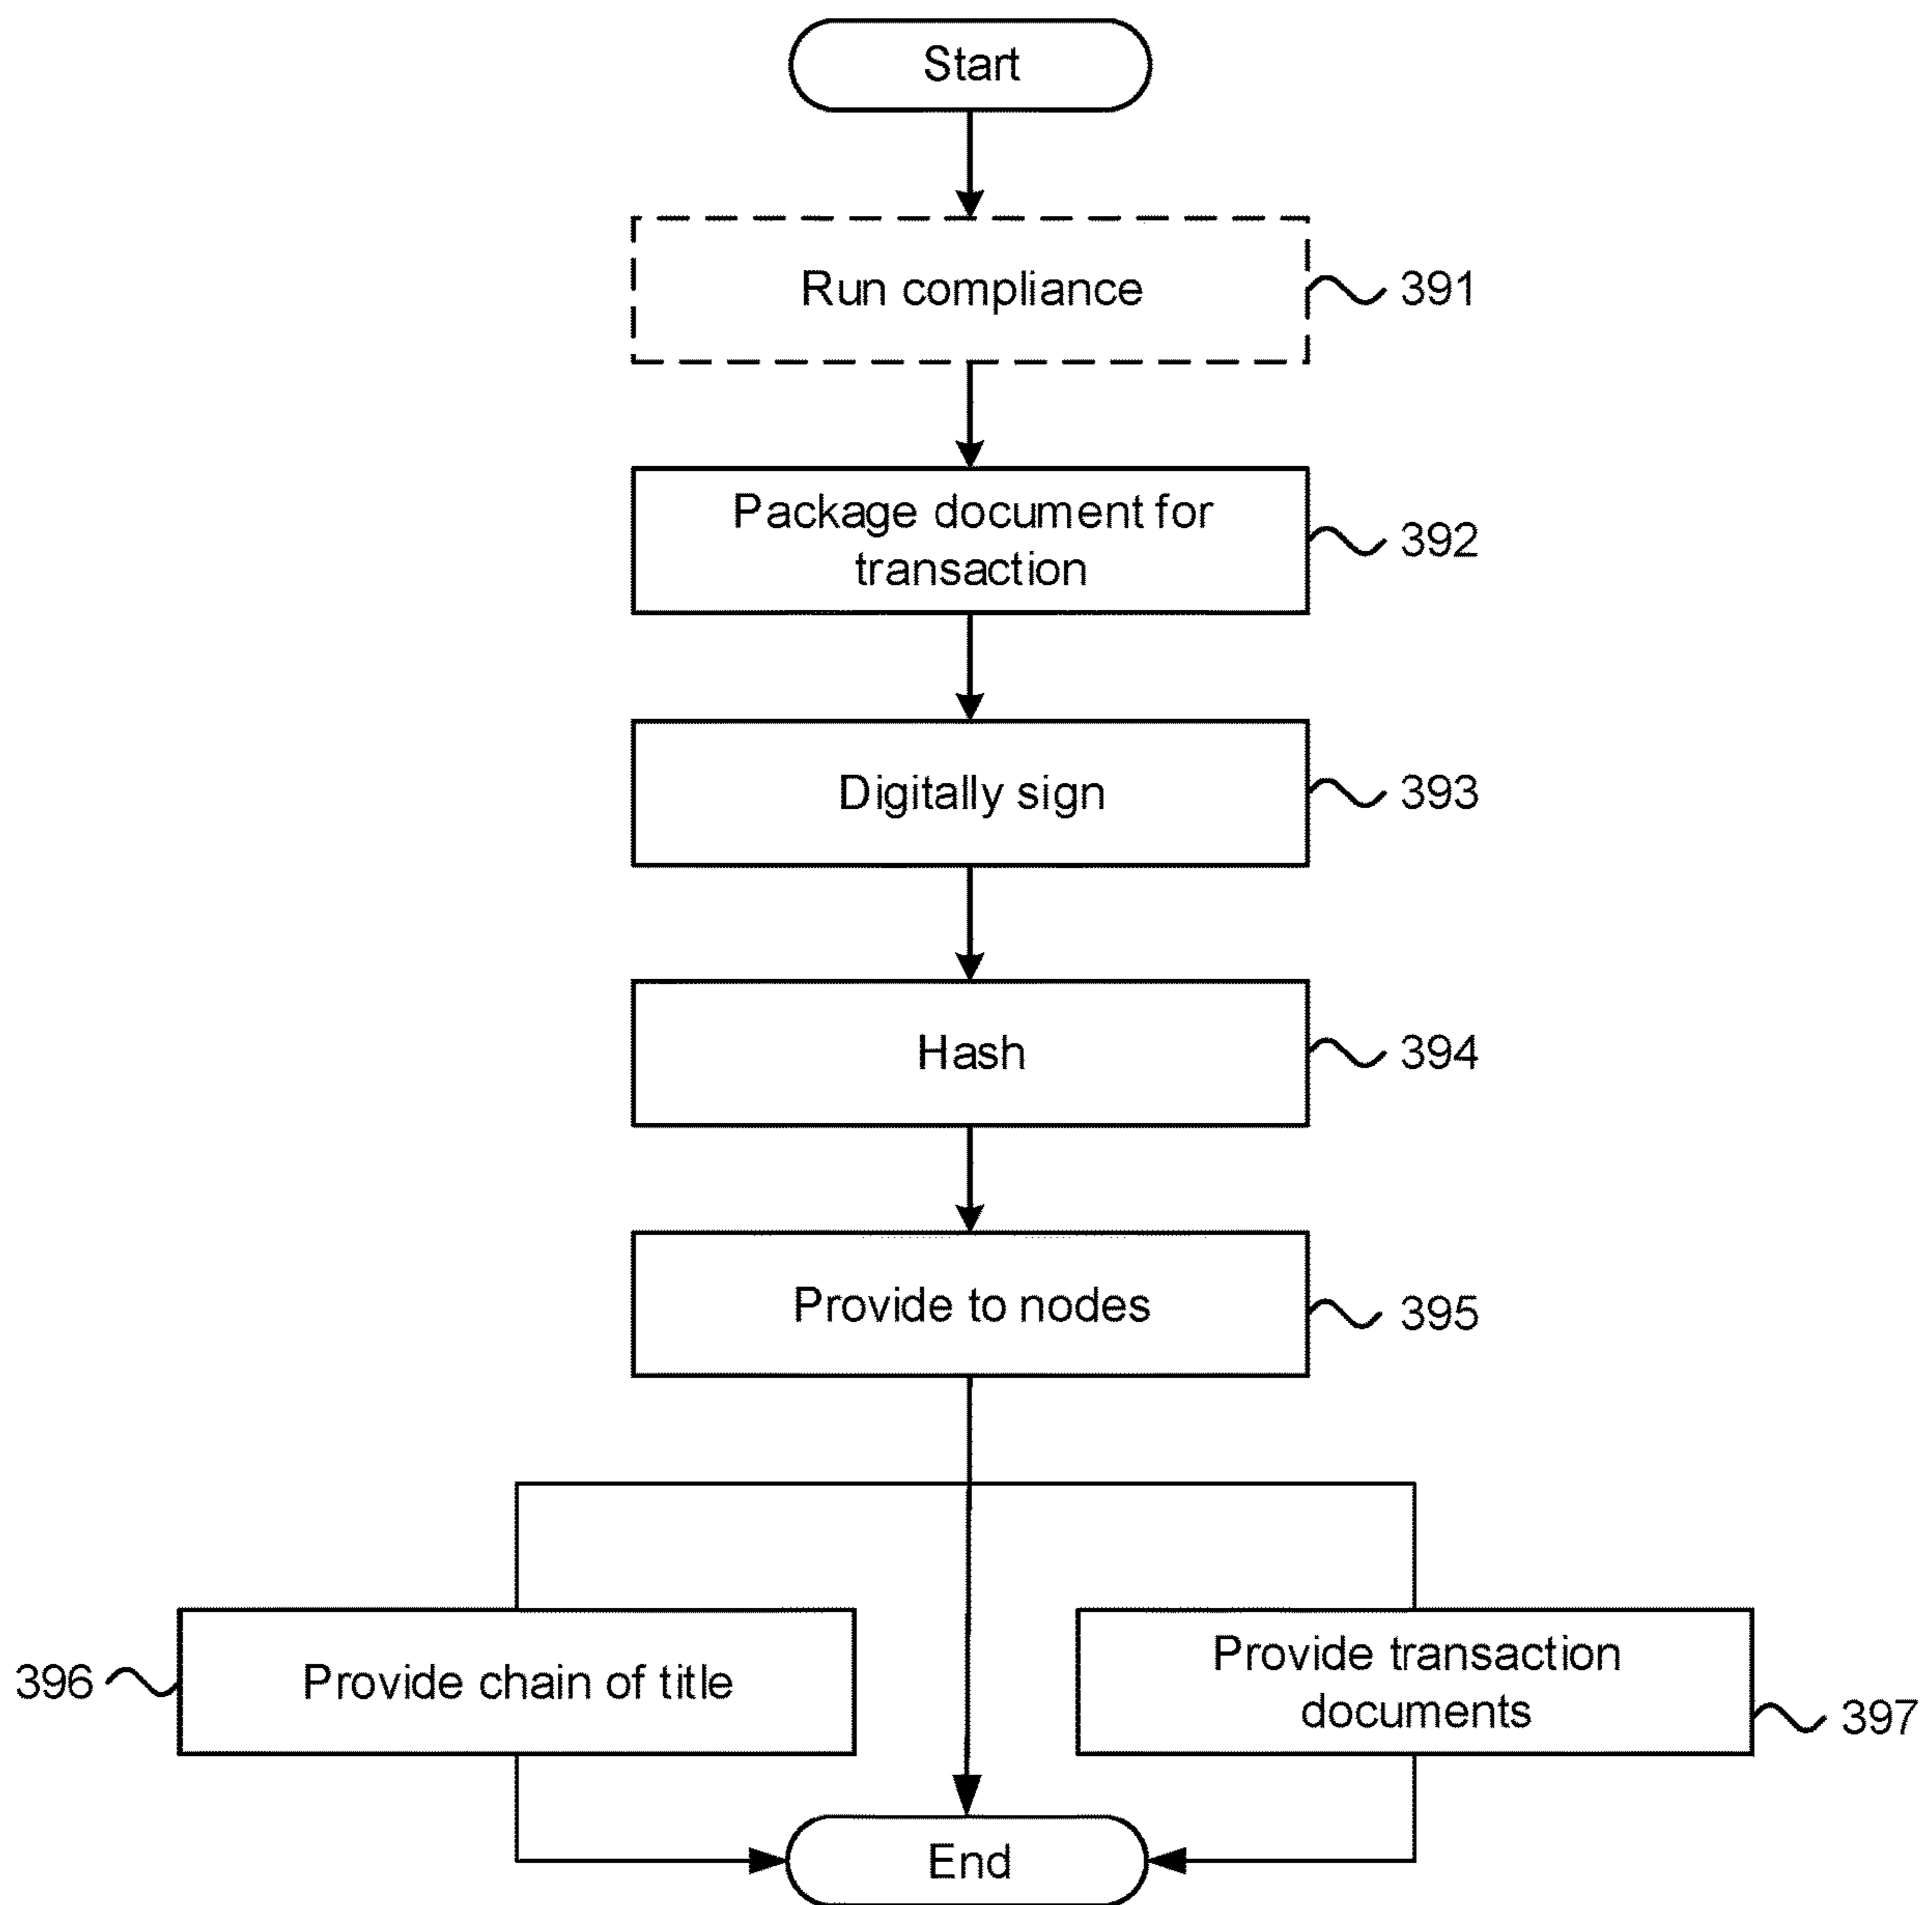 Start
Run compliance
391
Package document for
transaction
392
Digitally sign
393
Hash
394
Provide to nodes
395
396
Provide chain of title
Provide transaction
documents
397
End